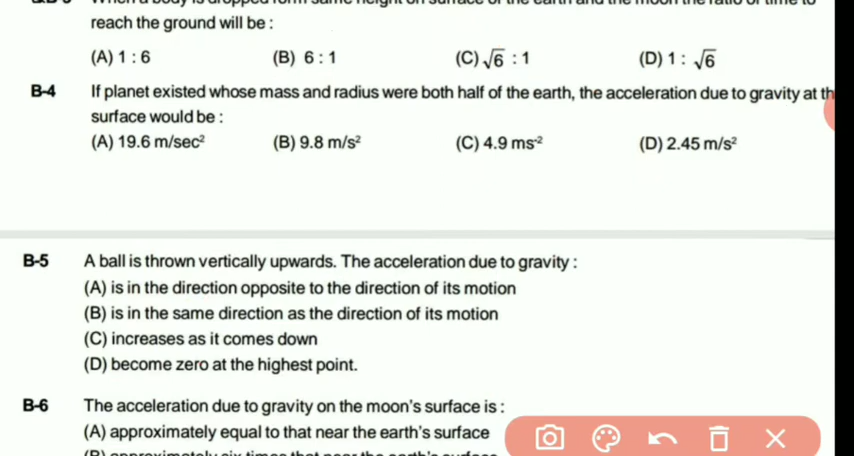 reach the ground will be :
(A) 1 : 6 (B) 6 : 1 (C) √6 : 1 (D) 1 : √6
B-4 If planet existed whose mass and radius were both half of the earth, the acceleration due to gravity at th
surface would be :
(A) 19.6 m/sec² (B) 9.8 m/s² (C) 4.9 ms⁻² (D) 2.45 m/s²
B-5 A ball is thrown vertically upwards. The acceleration due to gravity :
(A) is in the direction opposite to the direction of its motion
(B) is in the same direction as the direction of its motion
(C) increases as it comes down
(D) become zero at the highest point.
B-6 The acceleration due to gravity on the moon's surface is :
(A) approximately equal to that near the earth's surface